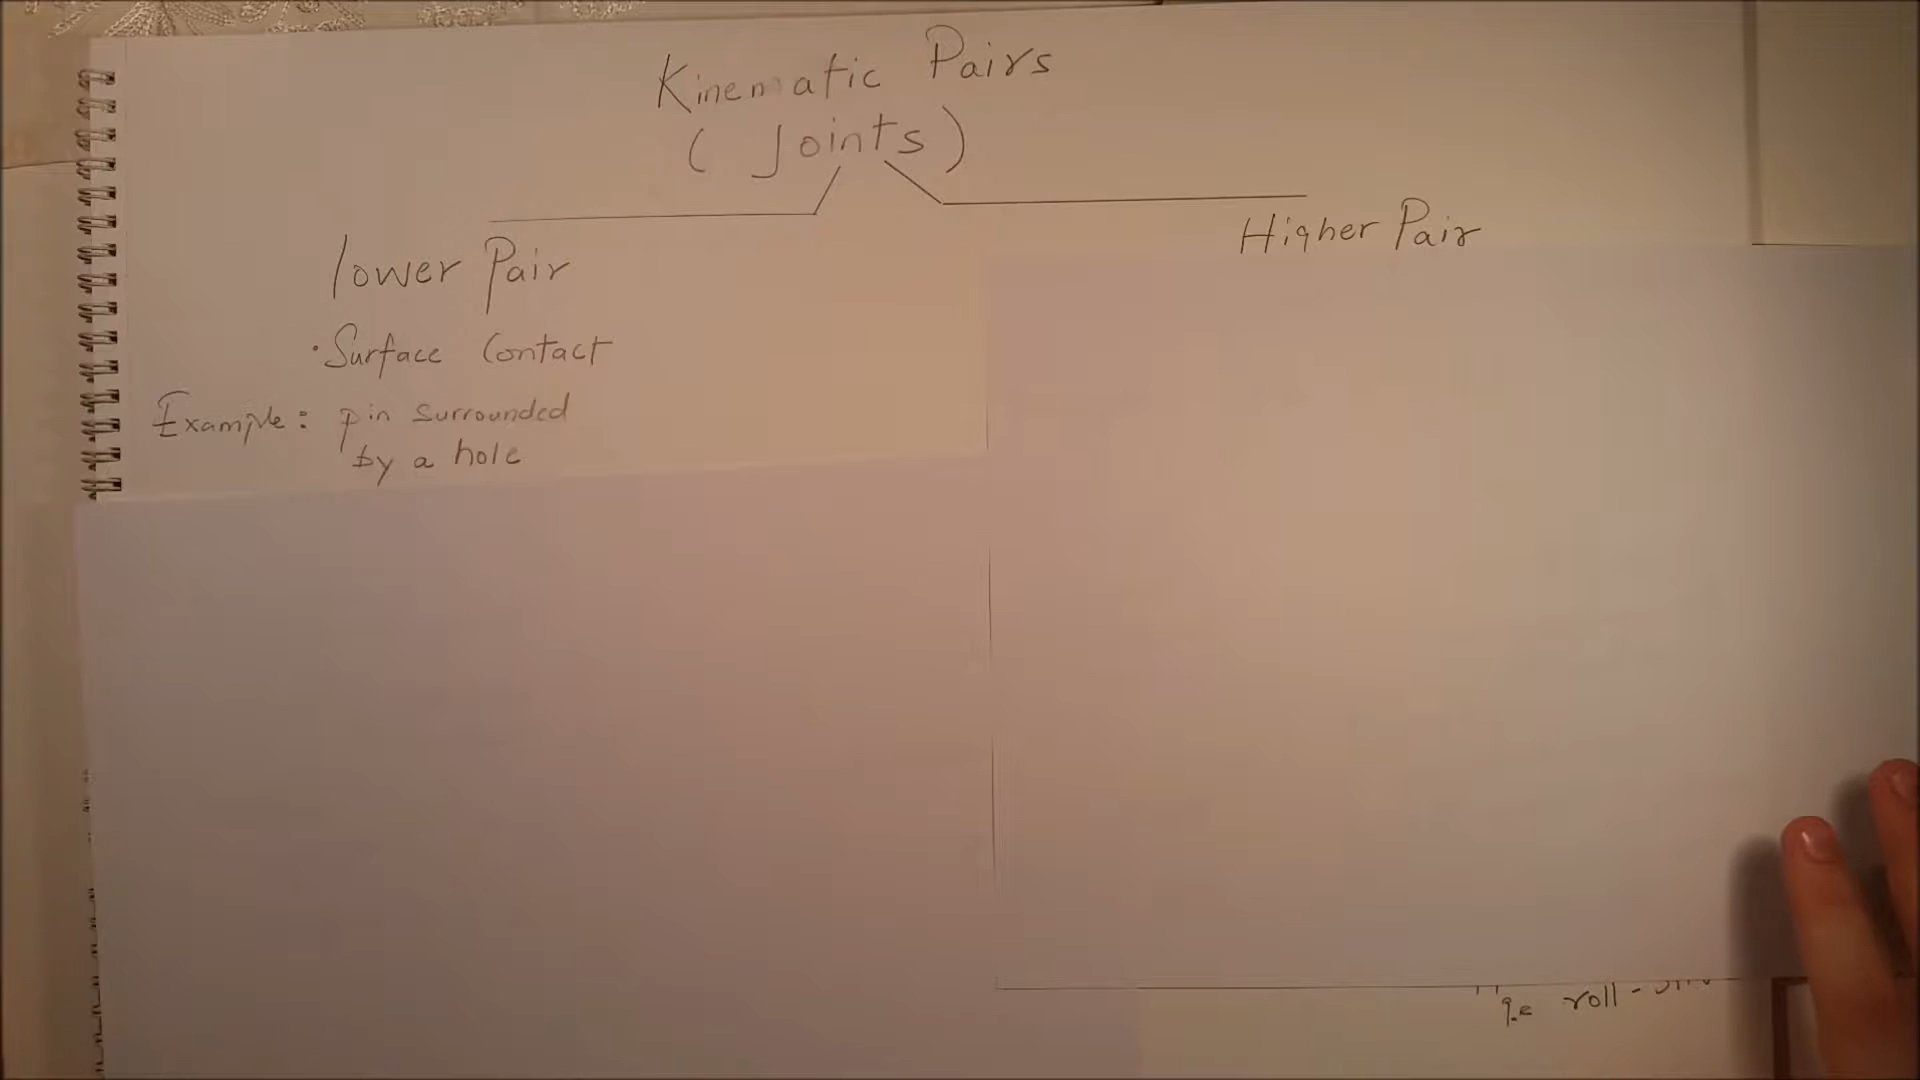 Kinematic Pairs
(Joints)
lower Pair
Higher Pair
• Surface Contact
Example: pin surrounded
by a hole
i.e roll -